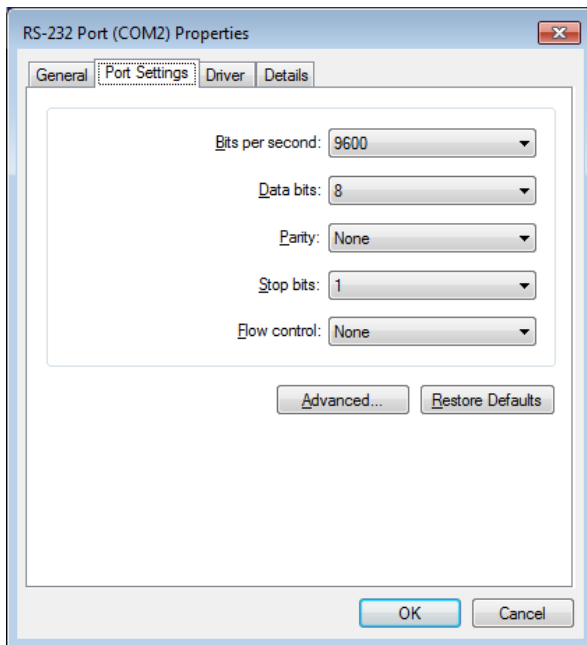 RS-232 Port (COM2) Properties
General Port Settings Driver Details
Bits per second: 9600
Data bits: 8
Parity: None
Stop bits: 1
Flow control: None
Advanced... Restore Defaults
OK Cancel